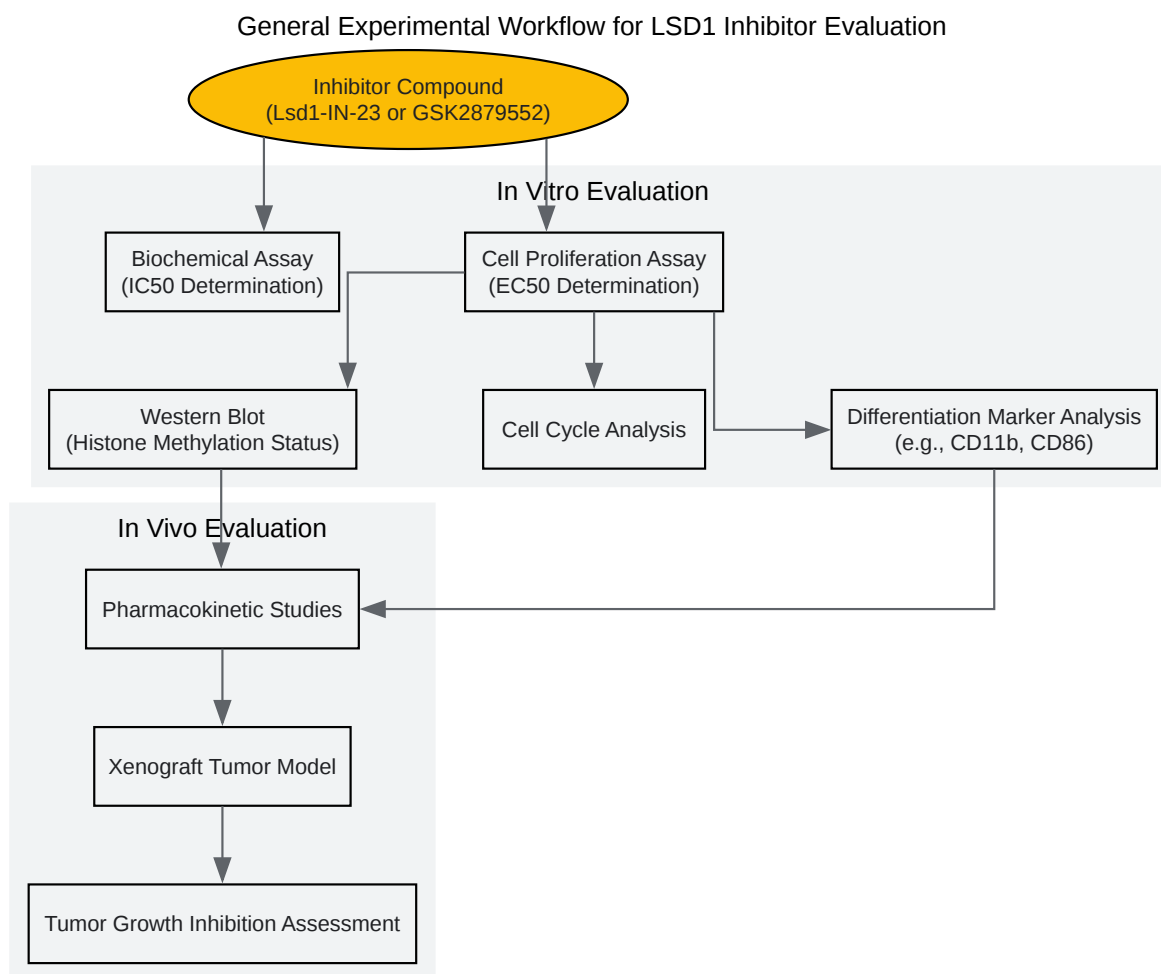 General Experimental Workflow for LSD1 Inhibitor Evaluation
Inhibitor Compound
(Lsd1-IN-23 or GSK2879552)
In Vitro Evaluation
Biochemical Assay
(IC50 Determination)
Cell Proliferation Assay
(EC50 Determination)
Western Blot
(Histone Methylation Status)
Cell Cycle Analysis
Differentiation Marker Analysis
(e.g., CD11b, CD86)
In Vivo Evaluation
Pharmacokinetic Studies
Xenograft Tumor Model
Tumor Growth Inhibition Assessment